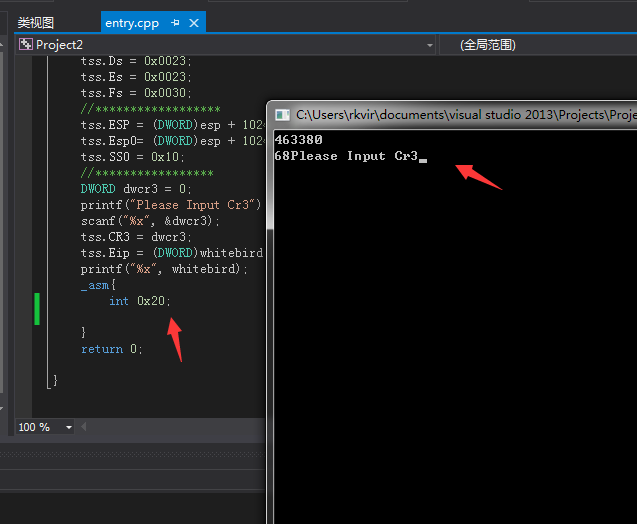 类视图
entry.cpp
Project2
(全局范围)
tss.Ds = 0x0023;
tss.Es = 0x0023;
tss.Fs = 0x0030;
//******************
tss.ESP = (DWORD)esp + 102
tss.Esp0= (DWORD)esp + 102
tss.SS0 = 0x10;
//*****************
DWORD dwcr3 = 0;
printf("Please Input Cr3")
scanf("%x", &dwcr3);
tss.CR3 = dwcr3;
tss.Eip = (DWORD)whitebird
printf("%x", whitebird);
_asm{
int 0x20;
}
return 0;
}
100 %
C:\Users\rkvir\documents\visual studio 2013\Projects\Proje
463380
68Please Input Cr3